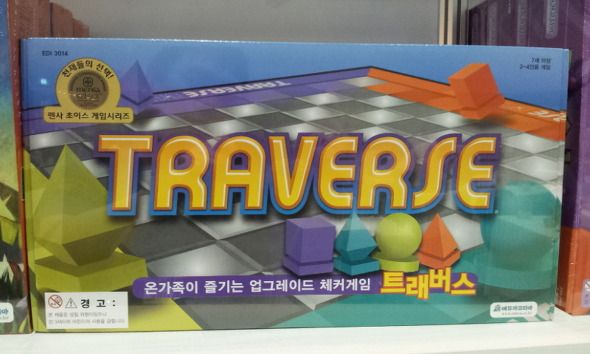 EDI 3014
천재들의 선택!
멘사 초이스 게임시리즈
7세 이상
2~4인용 게임
TRAVERSE
TRAVERSE
온가족이 즐기는 업그레이드 체커게임 트래버스
경고 :